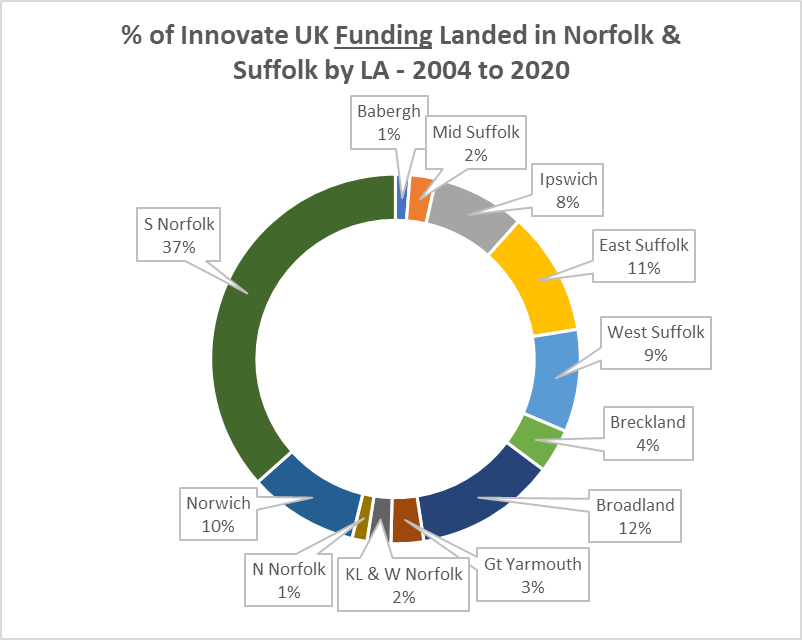 % of Innovate UK Funding Landed in Norfolk &
Suffolk by LA - 2004 to 2020
Babergh
1%
Mid Suffolk
2%
Ipswich
8%
East Suffolk
11%
West Suffolk
9%
Breckland
4%
Broadland
12%
Gt Yarmouth
3%
KL & W Norfolk
2%
N Norfolk
1%
Norwich
10%
S Norfolk
37%